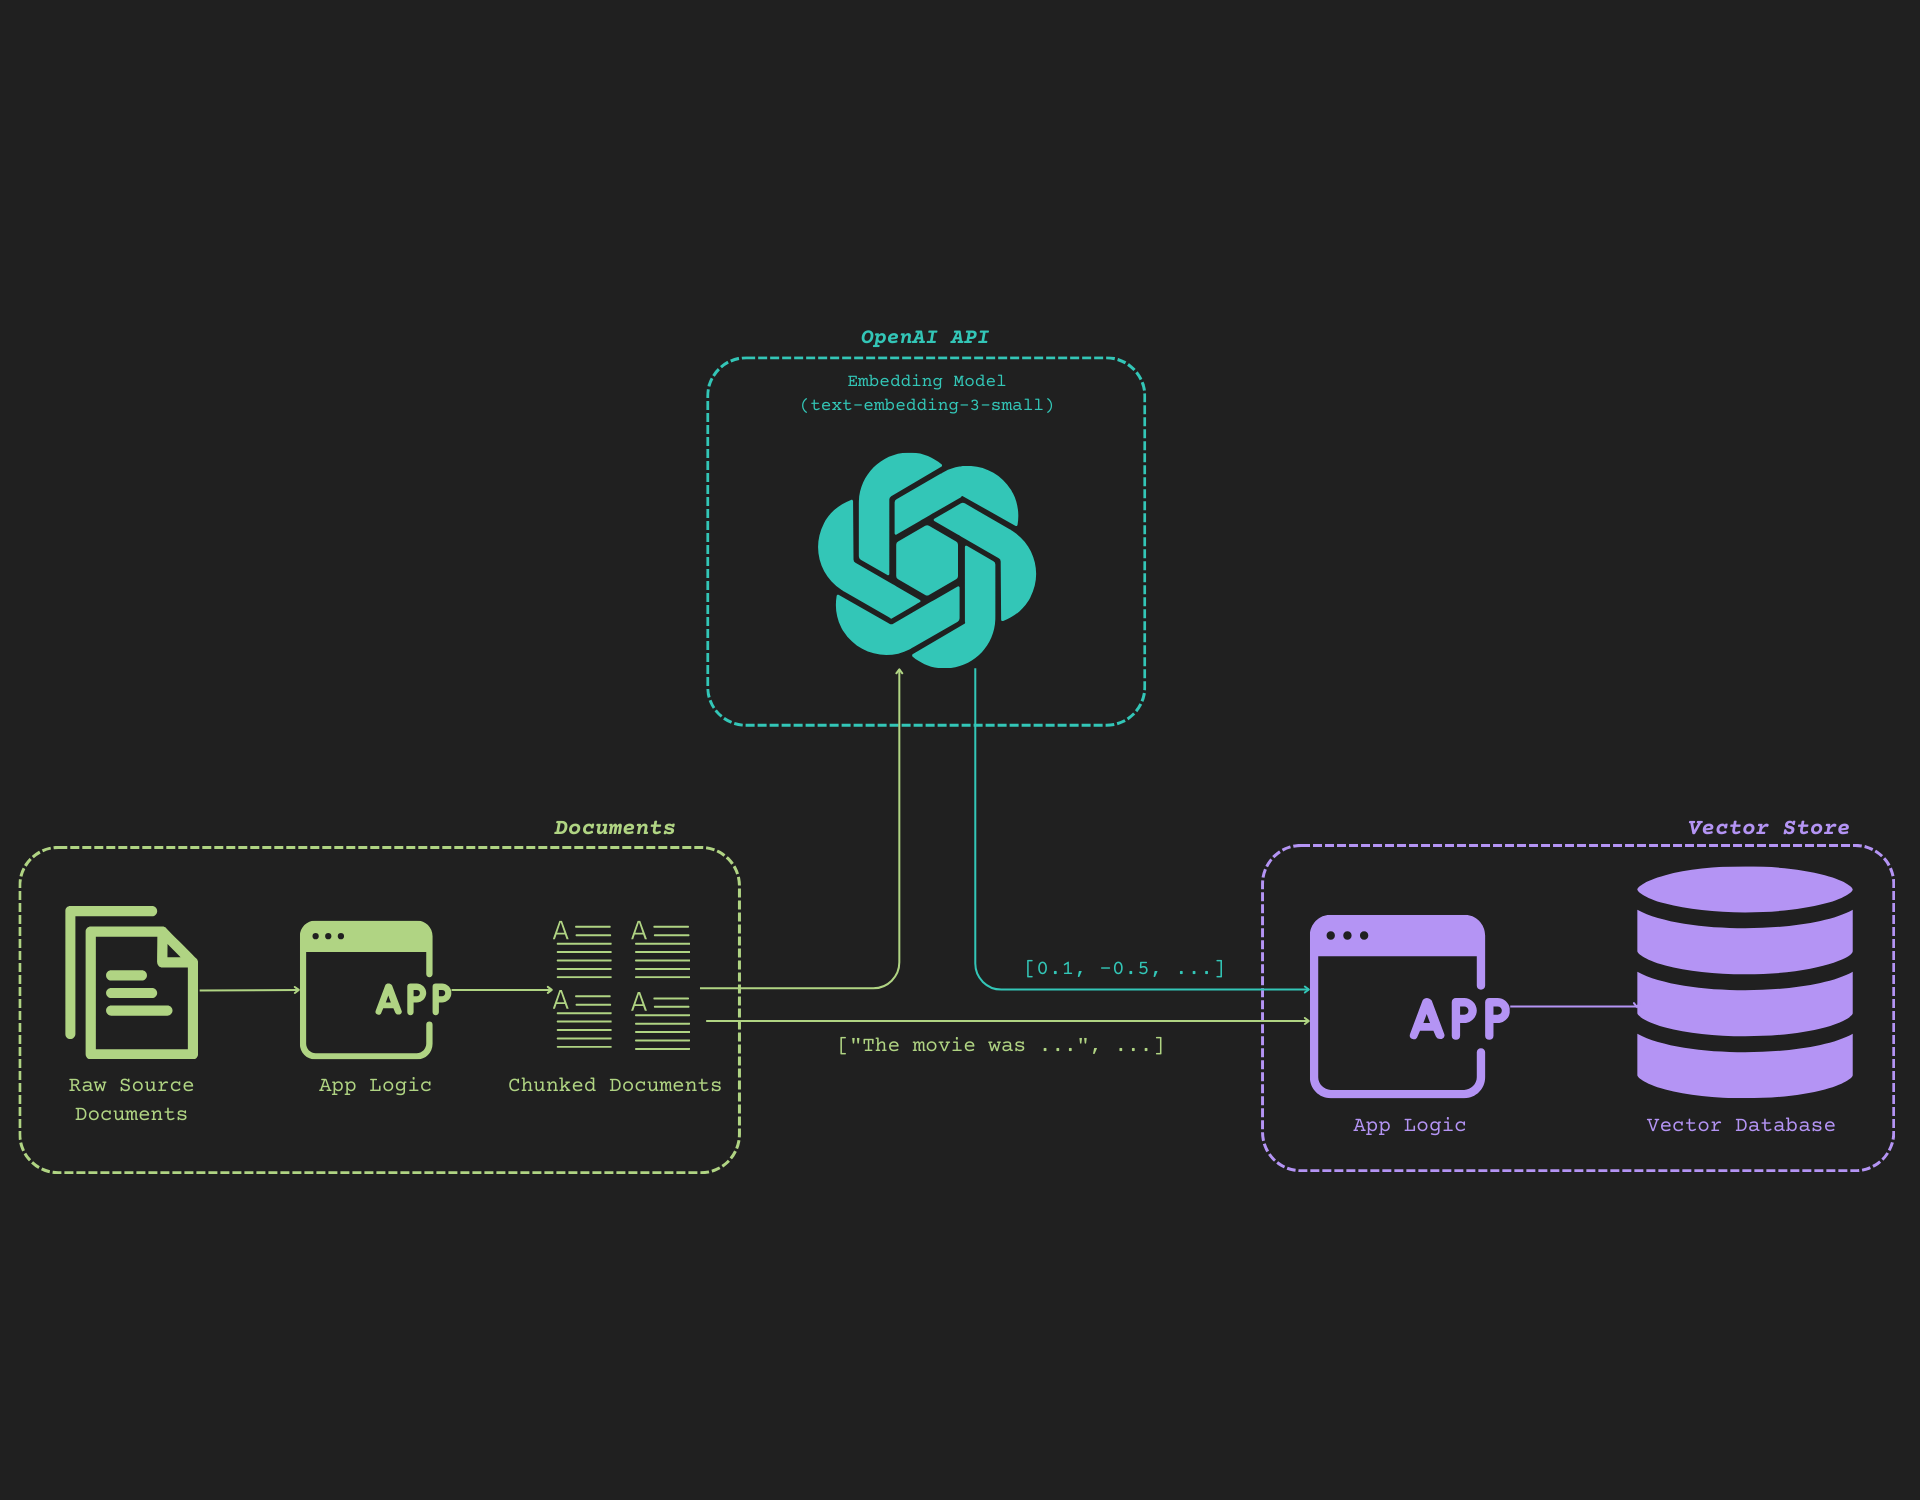 OpenAI API
Embedding Model
(text-embedding-3-small)
Documents
Vector Store
A
A
A
A
APP
APP
[0.1, -0.5, ...]
["The movie was ...", ...]
Raw Source
Documents
App Logic
Chunked Documents
App Logic
Vector Database